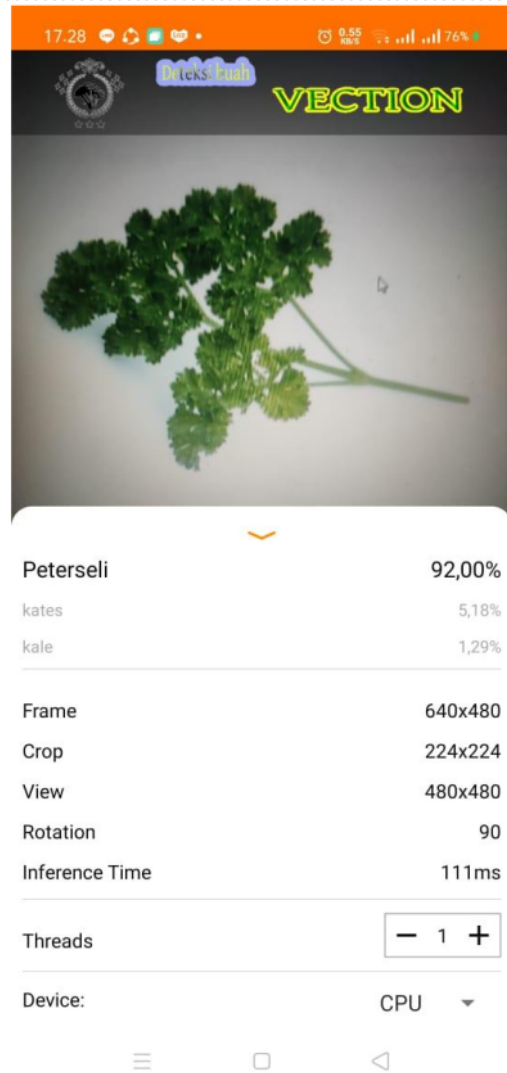 17.28 0.55 KB/S 76%
Deteksi buah
VECTION
Peterseli 92,00%
kates 5,18%
kale 1,29%
Frame 640x480
Crop 224x224
View 480x480
Rotation 90
Inference Time 111ms
Threads 1
Device: CPU